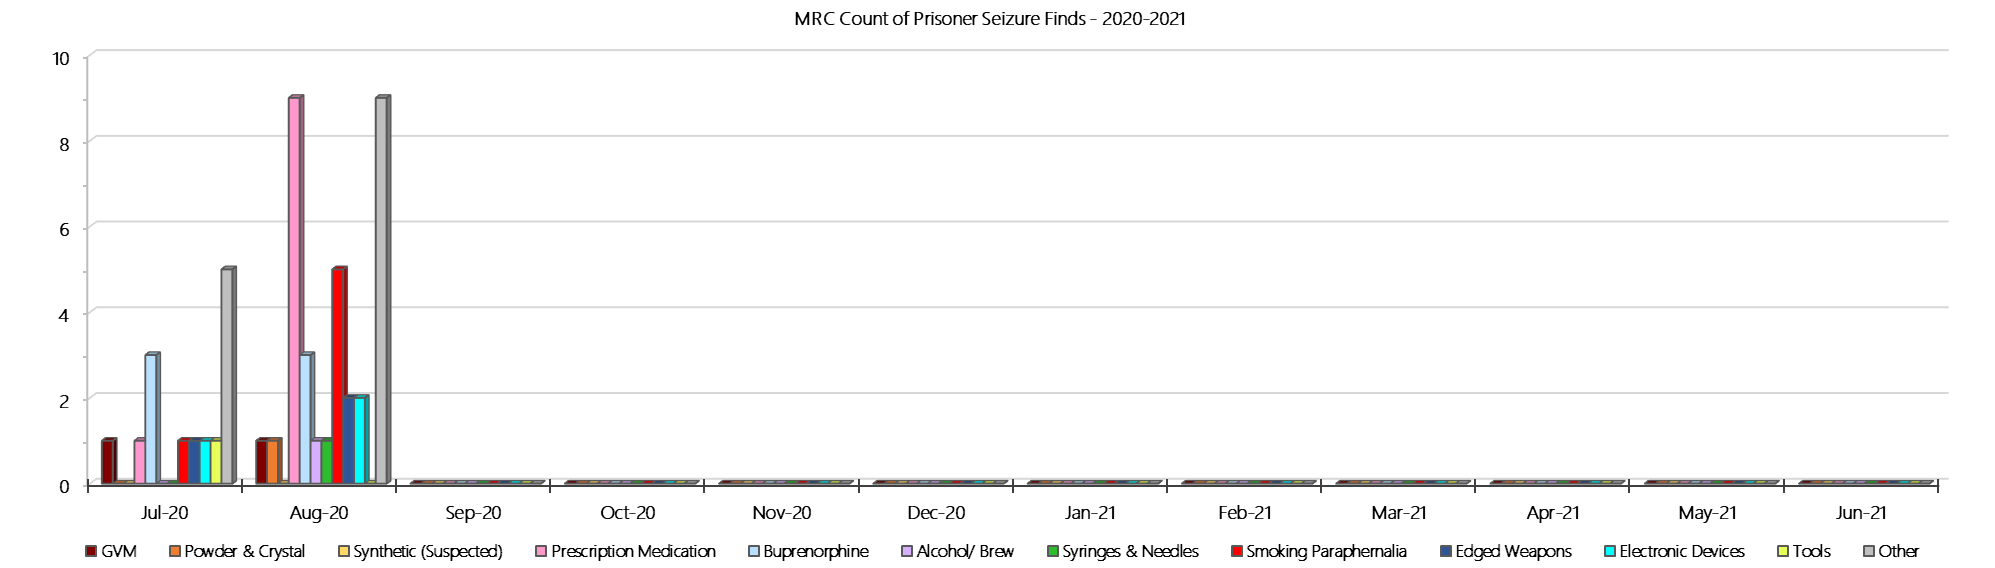 MRC Count of Prisoner Seizure Finds - 2020-2021
10
8
6
4
2
0
Jul-20 Aug-20 Sep-20 Oct-20 Nov-20 Dec-20 Jan-21 Feb-21 Mar-21 Apr-21 May-21 Jun-21
GVM Powder & Crystal Synthetic (Suspected) Prescription Medication Buprenorphine Alcohol/ Brew Syringes & Needles Smoking Paraphernalia Edged Weapons Electronic Devices Tools Other